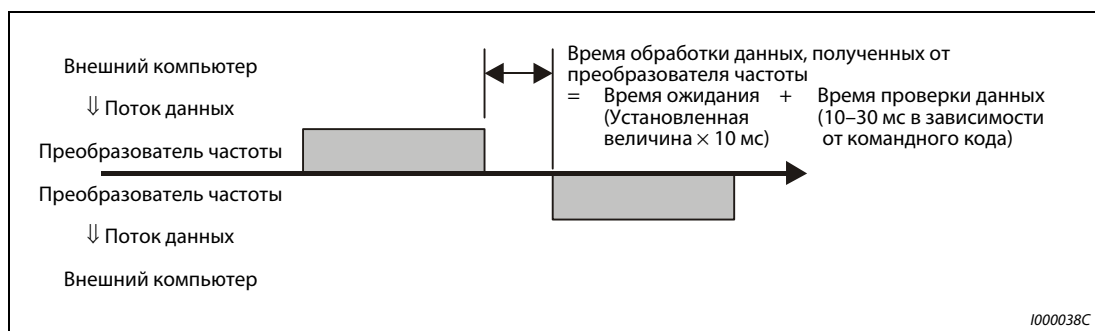 Внешний компьютер
⇓ Поток данных
Преобразователь частоты
Преобразователь частоты
⇓ Поток данных
Внешний компьютер
Время обработки данных, полученных от
преобразователя частоты
= Время ожидания + Время проверки данных
(Установленная (10–30 мс в зависимости
величина × 10 мс) от командного кода)
I000038C